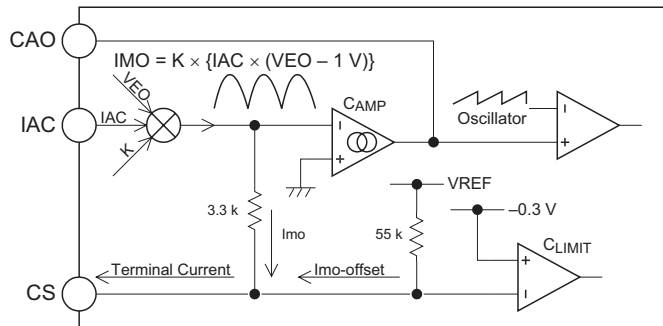 CAO
IMO = K × {IAC × (VEO – 1 V)}
VEO
IAC
IAC
K
CAMP
Oscillator
VREF
–0.3 V
3.3 k
Imo
55 k
CLIMIT
CS
Terminal Current
Imo-offset